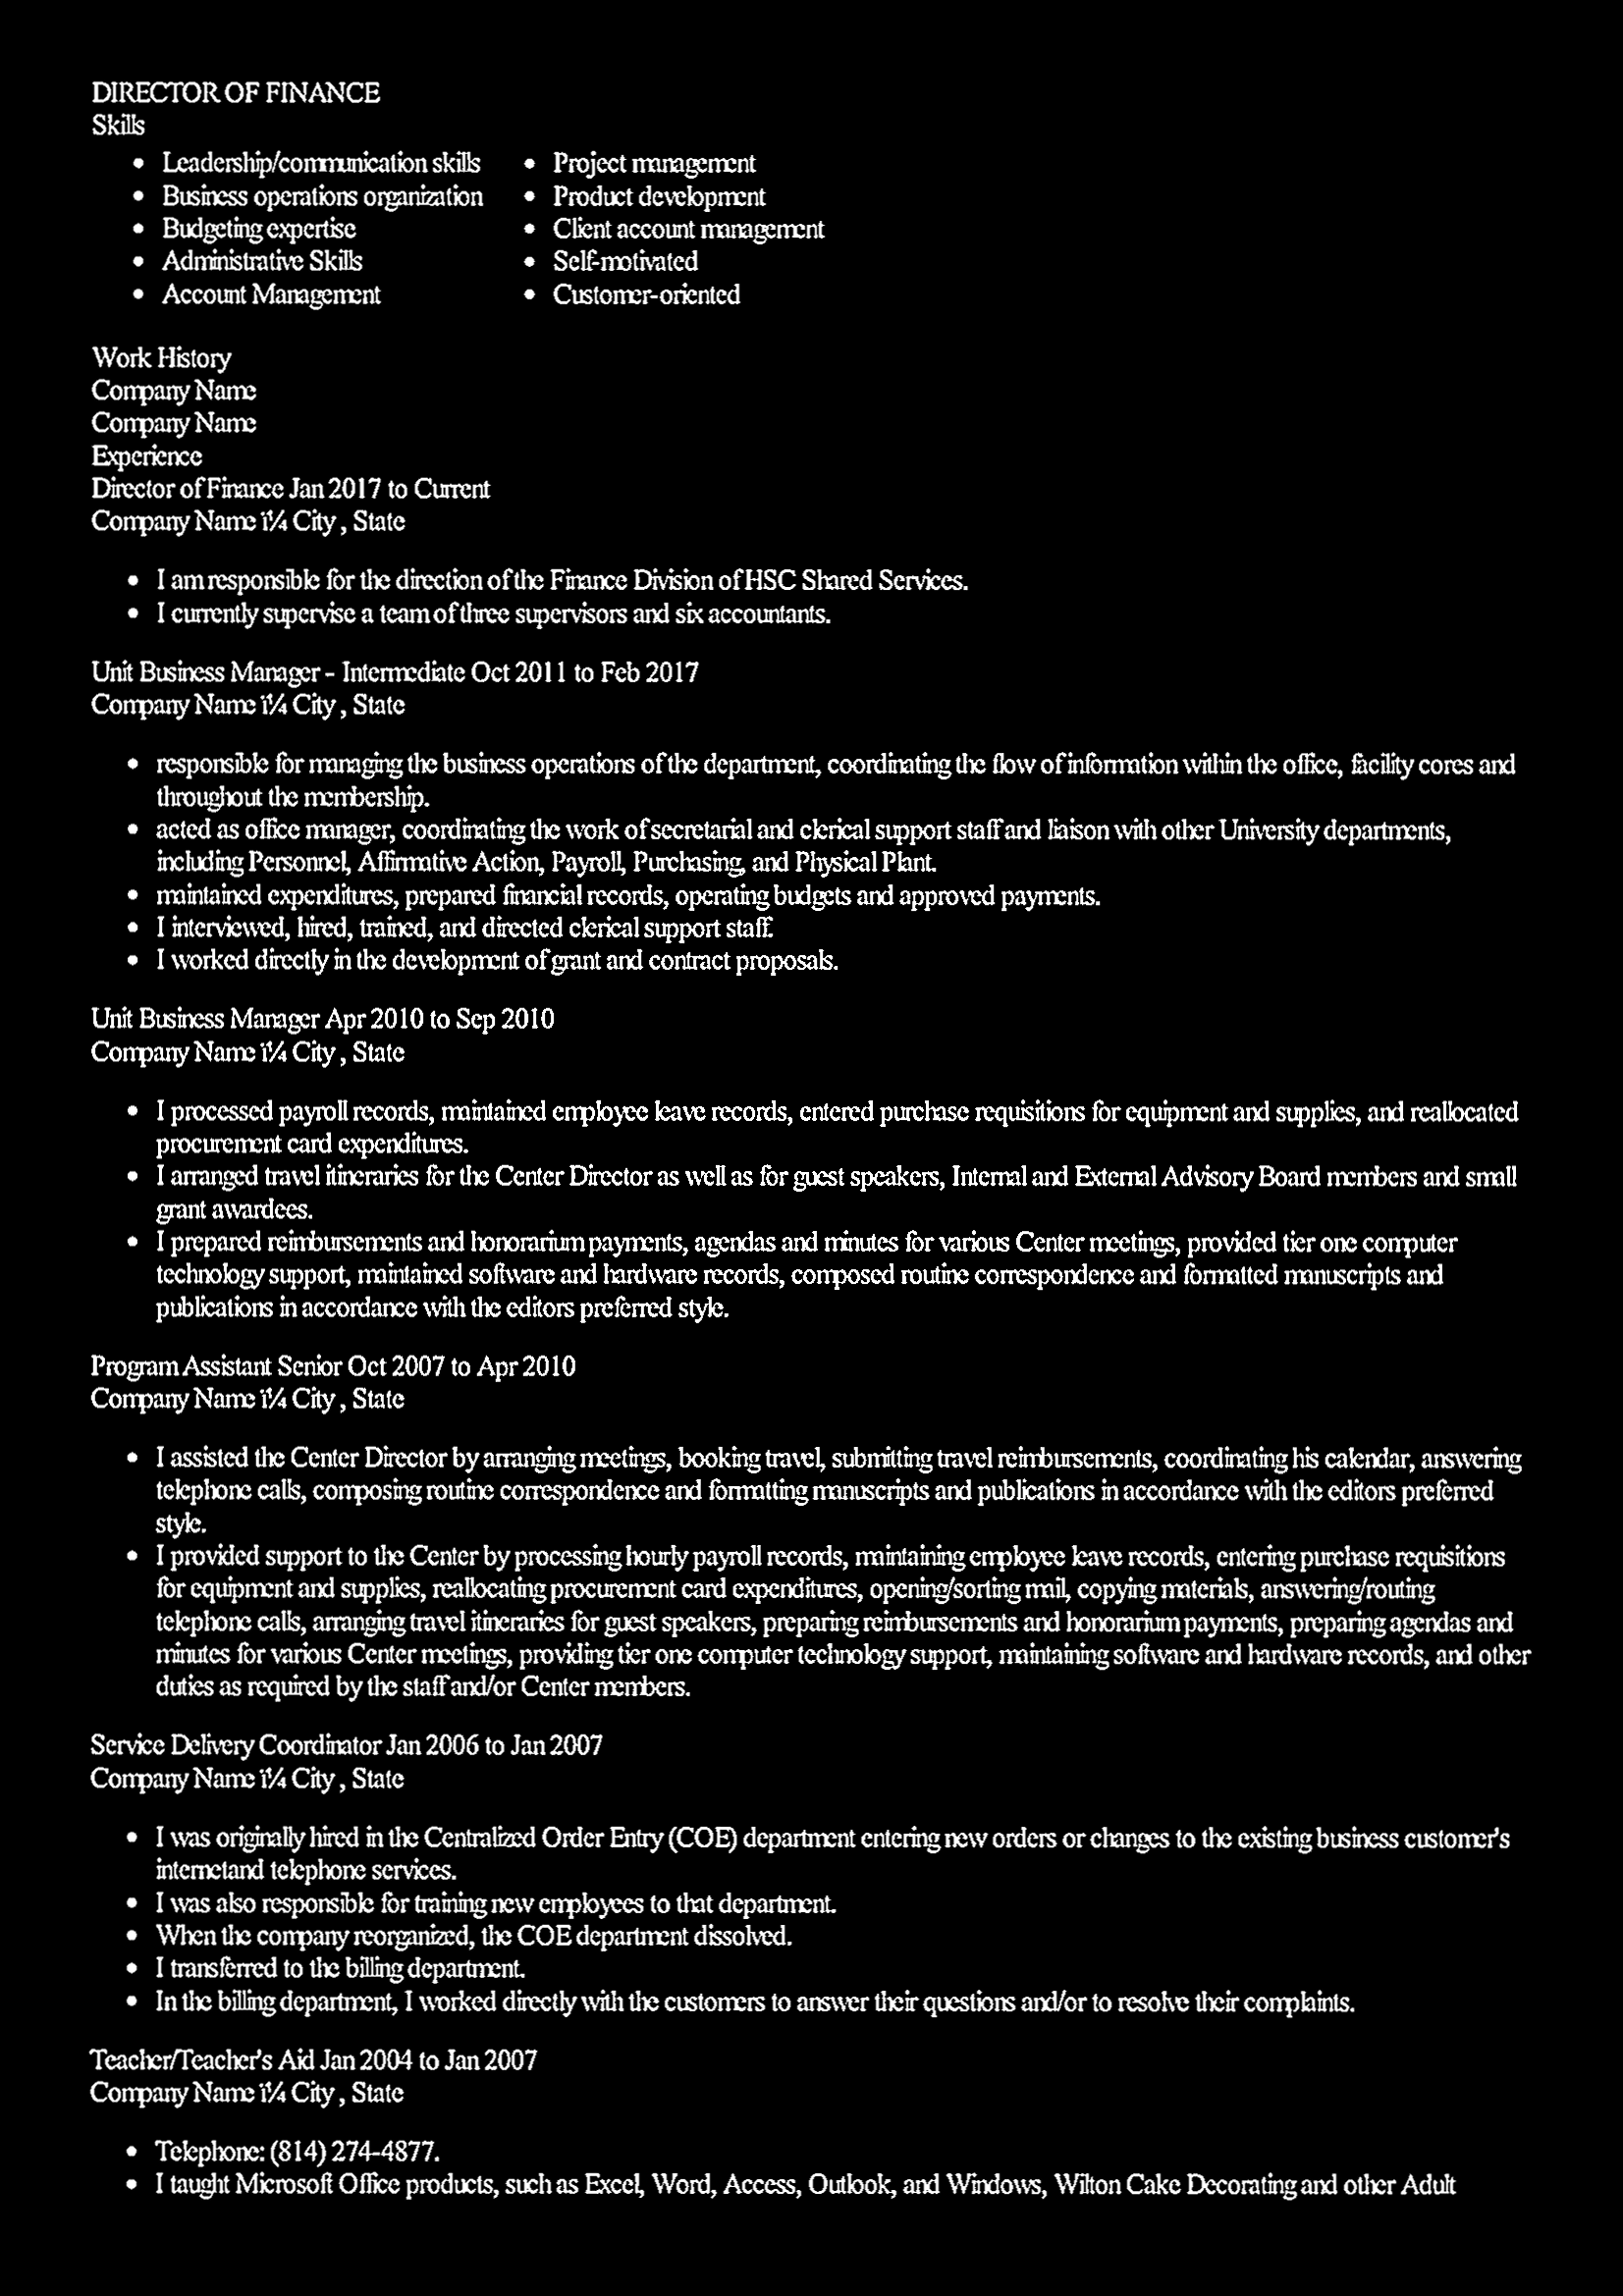 DIRECTOR OF FINANCE
Skills
• Leadership/communication skills
• Business operations organization
• Budgeting expertise
• Administrative Skills
• Account Management
• Project management
• Product development
• Client account management
• Self-motivated
• Customer-oriented
Work History
Company Name
Company Name
Experience
Director of Finance Jan 2017 to Current
Company Name ï¼ City , State
• I am responsible for the direction of the Finance Division of HSC Shared Services.
• I currently supervise a team of three supervisors and six accountants.
Unit Business Manager - Intermediate Oct 2011 to Feb 2017
Company Name ï¼ City , State
• responsible for managing the business operations of the department, coordinating the flow of information within the office, facility cores and
throughout the membership.
• acted as office manager, coordinating the work of secretarial and clerical support staff and liaison with other University departments,
including Personnel, Affirmative Action, Payroll, Purchasing, and Physical Plant.
• maintained expenditures, prepared financial records, operating budgets and approved payments.
• I interviewed, hired, trained, and directed clerical support staff.
• I worked directly in the development of grant and contract proposals.
Unit Business Manager Apr 2010 to Sep 2010
Company Name ï¼ City , State
• I processed payroll records, maintained employee leave records, entered purchase requisitions for equipment and supplies, and reallocated
procurement card expenditures.
• I arranged travel itineraries for the Center Director as well as for guest speakers, Internal and External Advisory Board members and small
grant awardees.
• I prepared reimbursements and honorarium payments, agendas and minutes for various Center meetings, provided tier one computer
technology support, maintained software and hardware records, composed routine correspondence and formatted manuscripts and
publications in accordance with the editors preferred style.
Program Assistant Senior Oct 2007 to Apr 2010
Company Name ï¼ City , State
• I assisted the Center Director by arranging meetings, booking travel, submitting travel reimbursements, coordinating his calendar, answering
telephone calls, composing routine correspondence and formatting manuscripts and publications in accordance with the editors preferred
style.
• I provided support to the Center by processing hourly payroll records, maintaining employee leave records, entering purchase requisitions
for equipment and supplies, reallocating procurement card expenditures, opening/sorting mail, copying materials, answering/routing
telephone calls, arranging travel itineraries for guest speakers, preparing reimbursements and honorarium payments, preparing agendas and
minutes for various Center meetings, providing tier one computer technology support, maintaining software and hardware records, and other
duties as required by the staff and/or Center members.
Service Delivery Coordinator Jan 2006 to Jan 2007
Company Name ï¼ City , State
• I was originally hired in the Centralized Order Entry (COE) department entering new orders or changes to the existing business customer's
internetand telephone services.
• I was also responsible for training new employees to that department.
• When the company reorganized, the COE department dissolved.
• I transferred to the billing department.
• In the billing department, I worked directly with the customers to answer their questions and/or to resolve their complaints.
Teacher/Teacher's Aid Jan 2004 to Jan 2007
Company Name ï¼ City , State
• Telephone: (814) 274-4877.
• I taught Microsoft Office products, such as Excel, Word, Access, Outlook, and Windows, Wilton Cake Decorating and other Adult